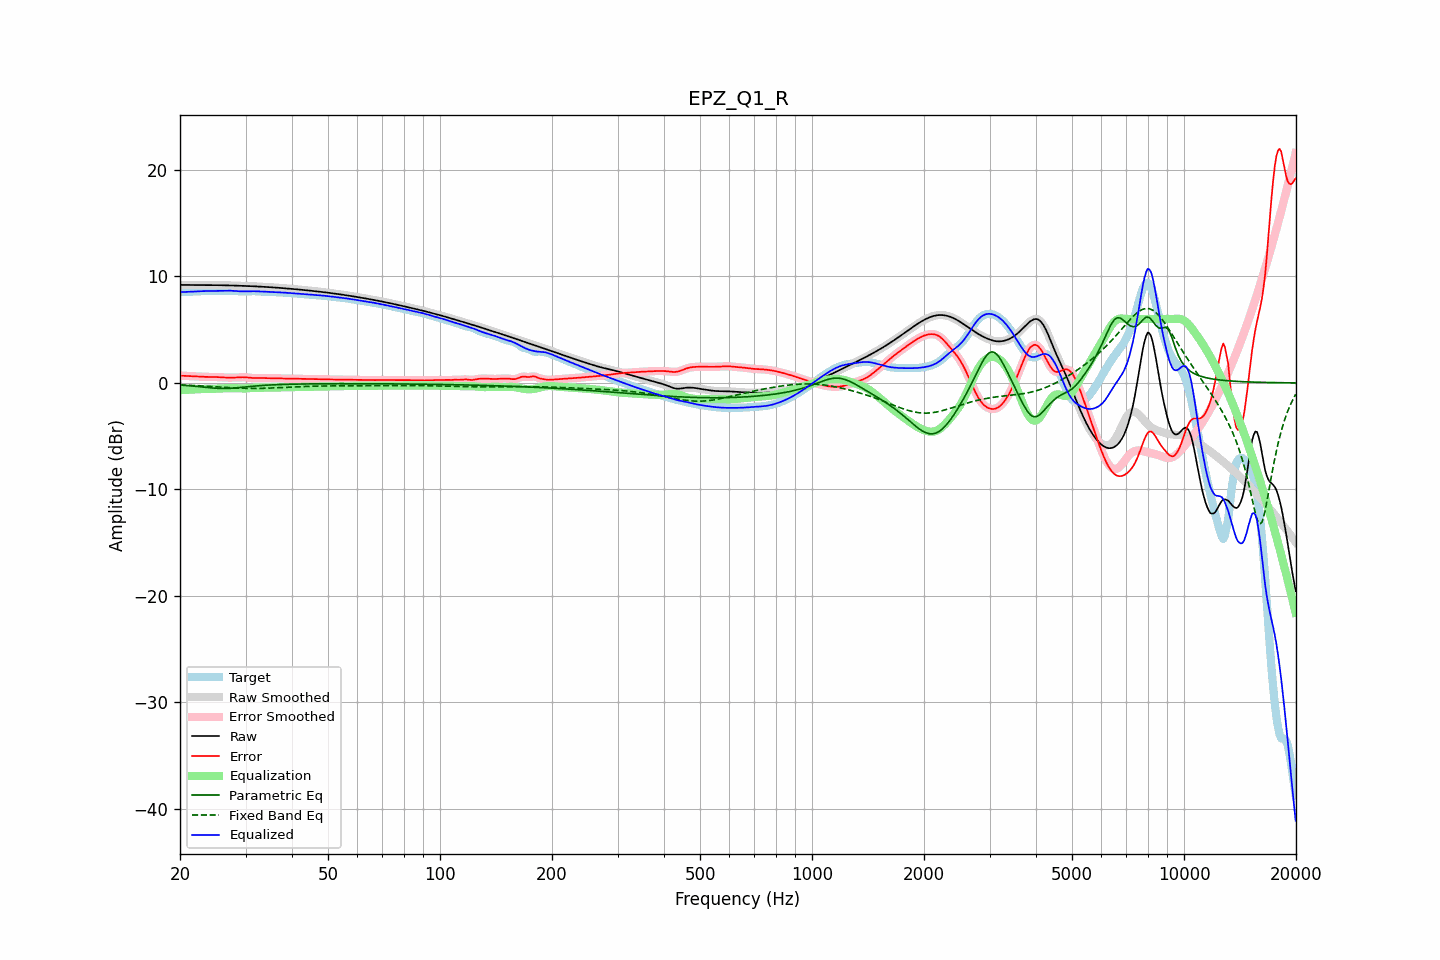 EPZ_Q1_R
Amplitude (dBr)
20
10
0
−10
−20
−30
−40
Target
Raw Smoothed
Error Smoothed
Raw
Error
Equalization
Parametric Eq
Fixed Band Eq
Equalized
20 50 100 200 500 1000 2000 5000 10000 20000
Frequency (Hz)